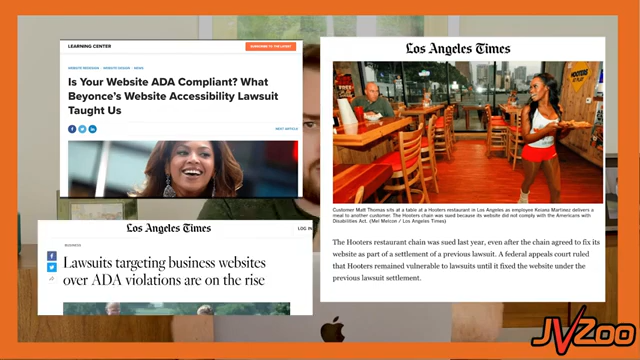 LEARNING CENTER
SUBSCRIBE TO THE LATEST
WEBSITE REDESIGN WEBSITE DESIGN NEWS
Is Your Website ADA Compliant? What
Beyonce's Website Accessibility Lawsuit
Taught Us
NEXT ARTICLE
Los Angeles Times
HOOTERS
Customer Matt Thomas sits at a table at a Hooters restaurant in Los Angeles as employee Keiana Martinez delivers a
meal to another customer. The Hooters chain was sued because its website did not comply with the Americans with
Disabilities Act. (Mel Melcon / Los Angeles Times)
The Hooters restaurant chain was sued last year, even after the chain agreed to fix its
website as part of a settlement of a previous lawsuit. A federal appeals court ruled
that Hooters remained vulnerable to lawsuits until it fixed the website under the
previous lawsuit settlement.
Los Angeles Times
LOG IN
BUSINESS
Lawsuits targeting business websites
over ADA violations are on the rise
JVZoo